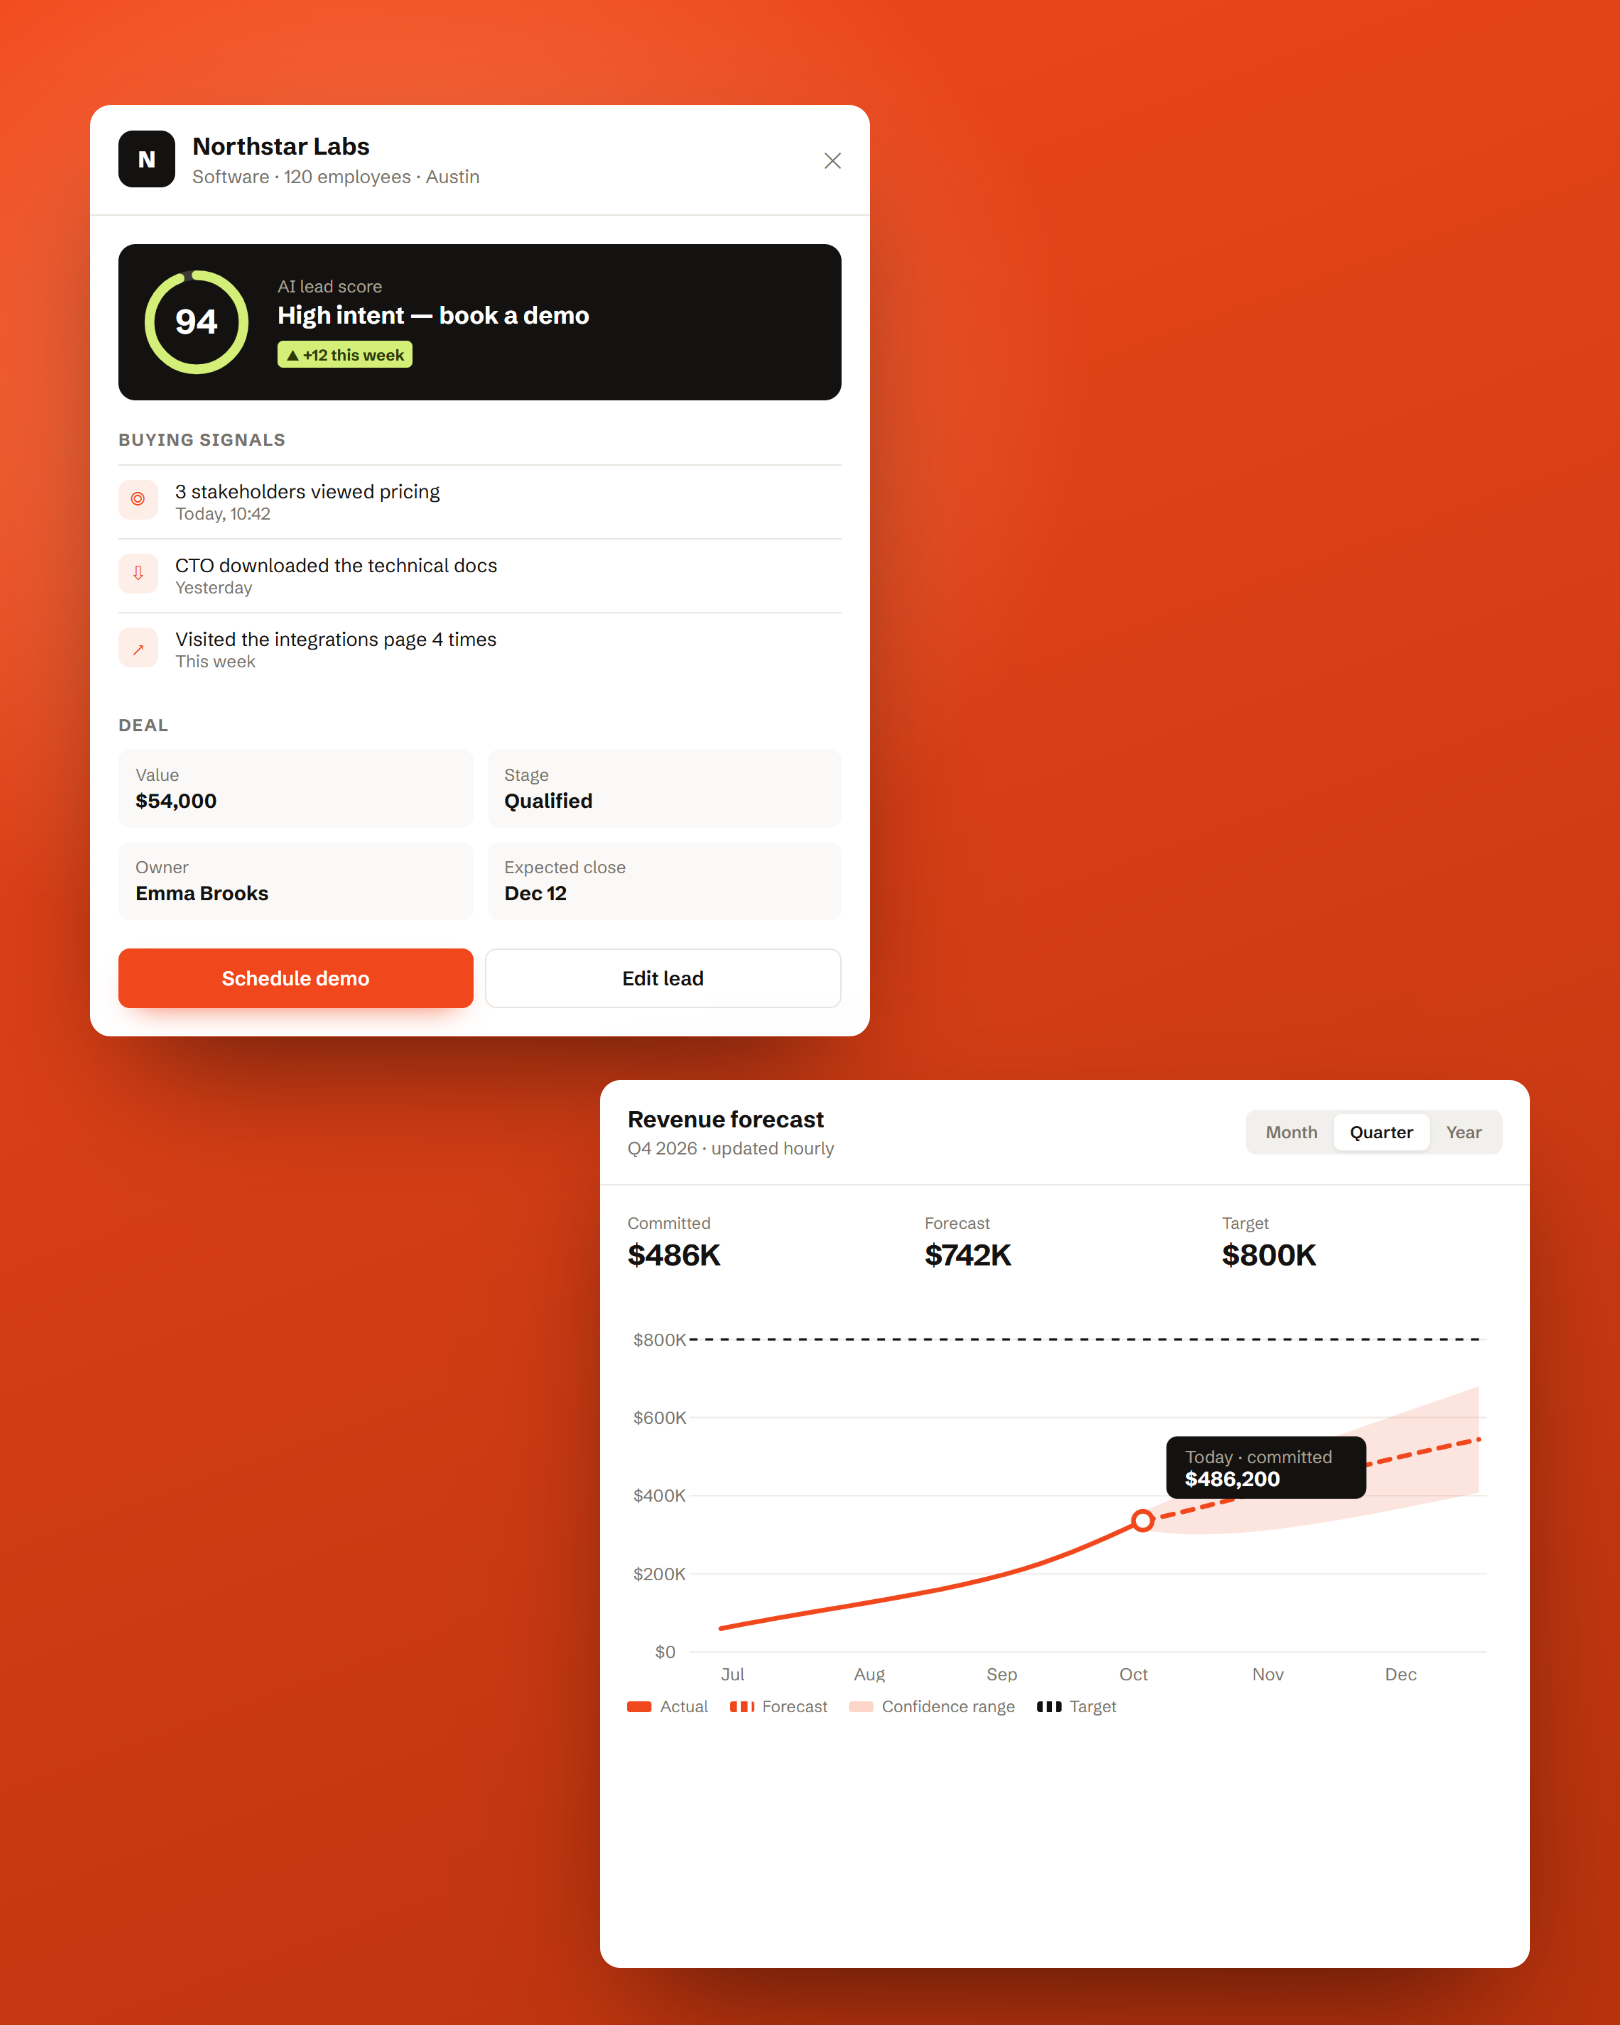 N
Northstar Labs
Software · 120 employees · Austin
94
AI lead score
High intent — book a demo
▲ +12 this week
BUYING SIGNALS
3 stakeholders viewed pricing
Today, 10:42
CTO downloaded the technical docs
Yesterday
Visited the integrations page 4 times
This week
DEAL
Value
$54,000
Stage
Qualified
Owner
Emma Brooks
Expected close
Dec 12
Schedule demo
Edit lead
Revenue forecast
Q4 2026 · updated hourly
Month
Quarter
Year
Committed
$486K
Forecast
$742K
Target
$800K
$800K
$600K
$400K
$200K
$0
Today · committed
$486,200
Jul
Aug
Sep
Oct
Nov
Dec
Actual
Forecast
Confidence range
Target